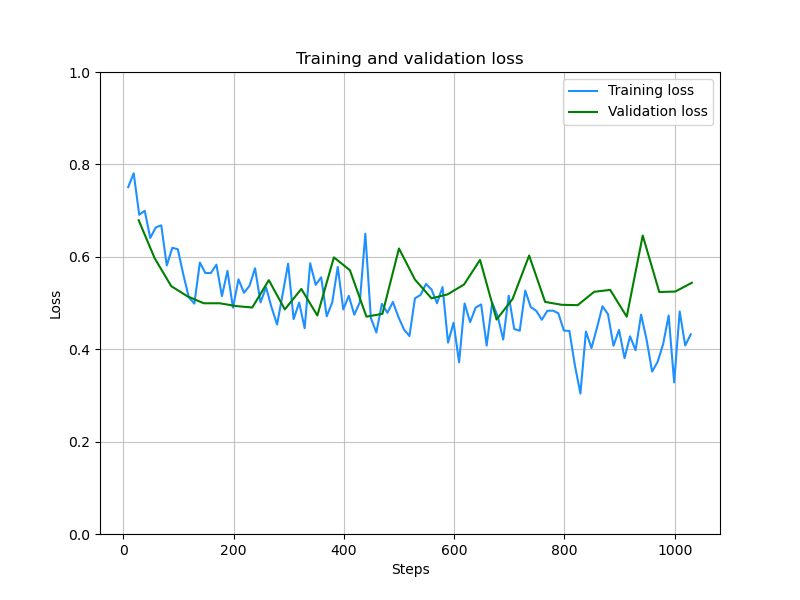 Training and validation loss
Training loss
Validation loss
1.0
0.8
0.6
0.4
0.2
0.0
Loss
0 200 400 600 800 1000
Steps